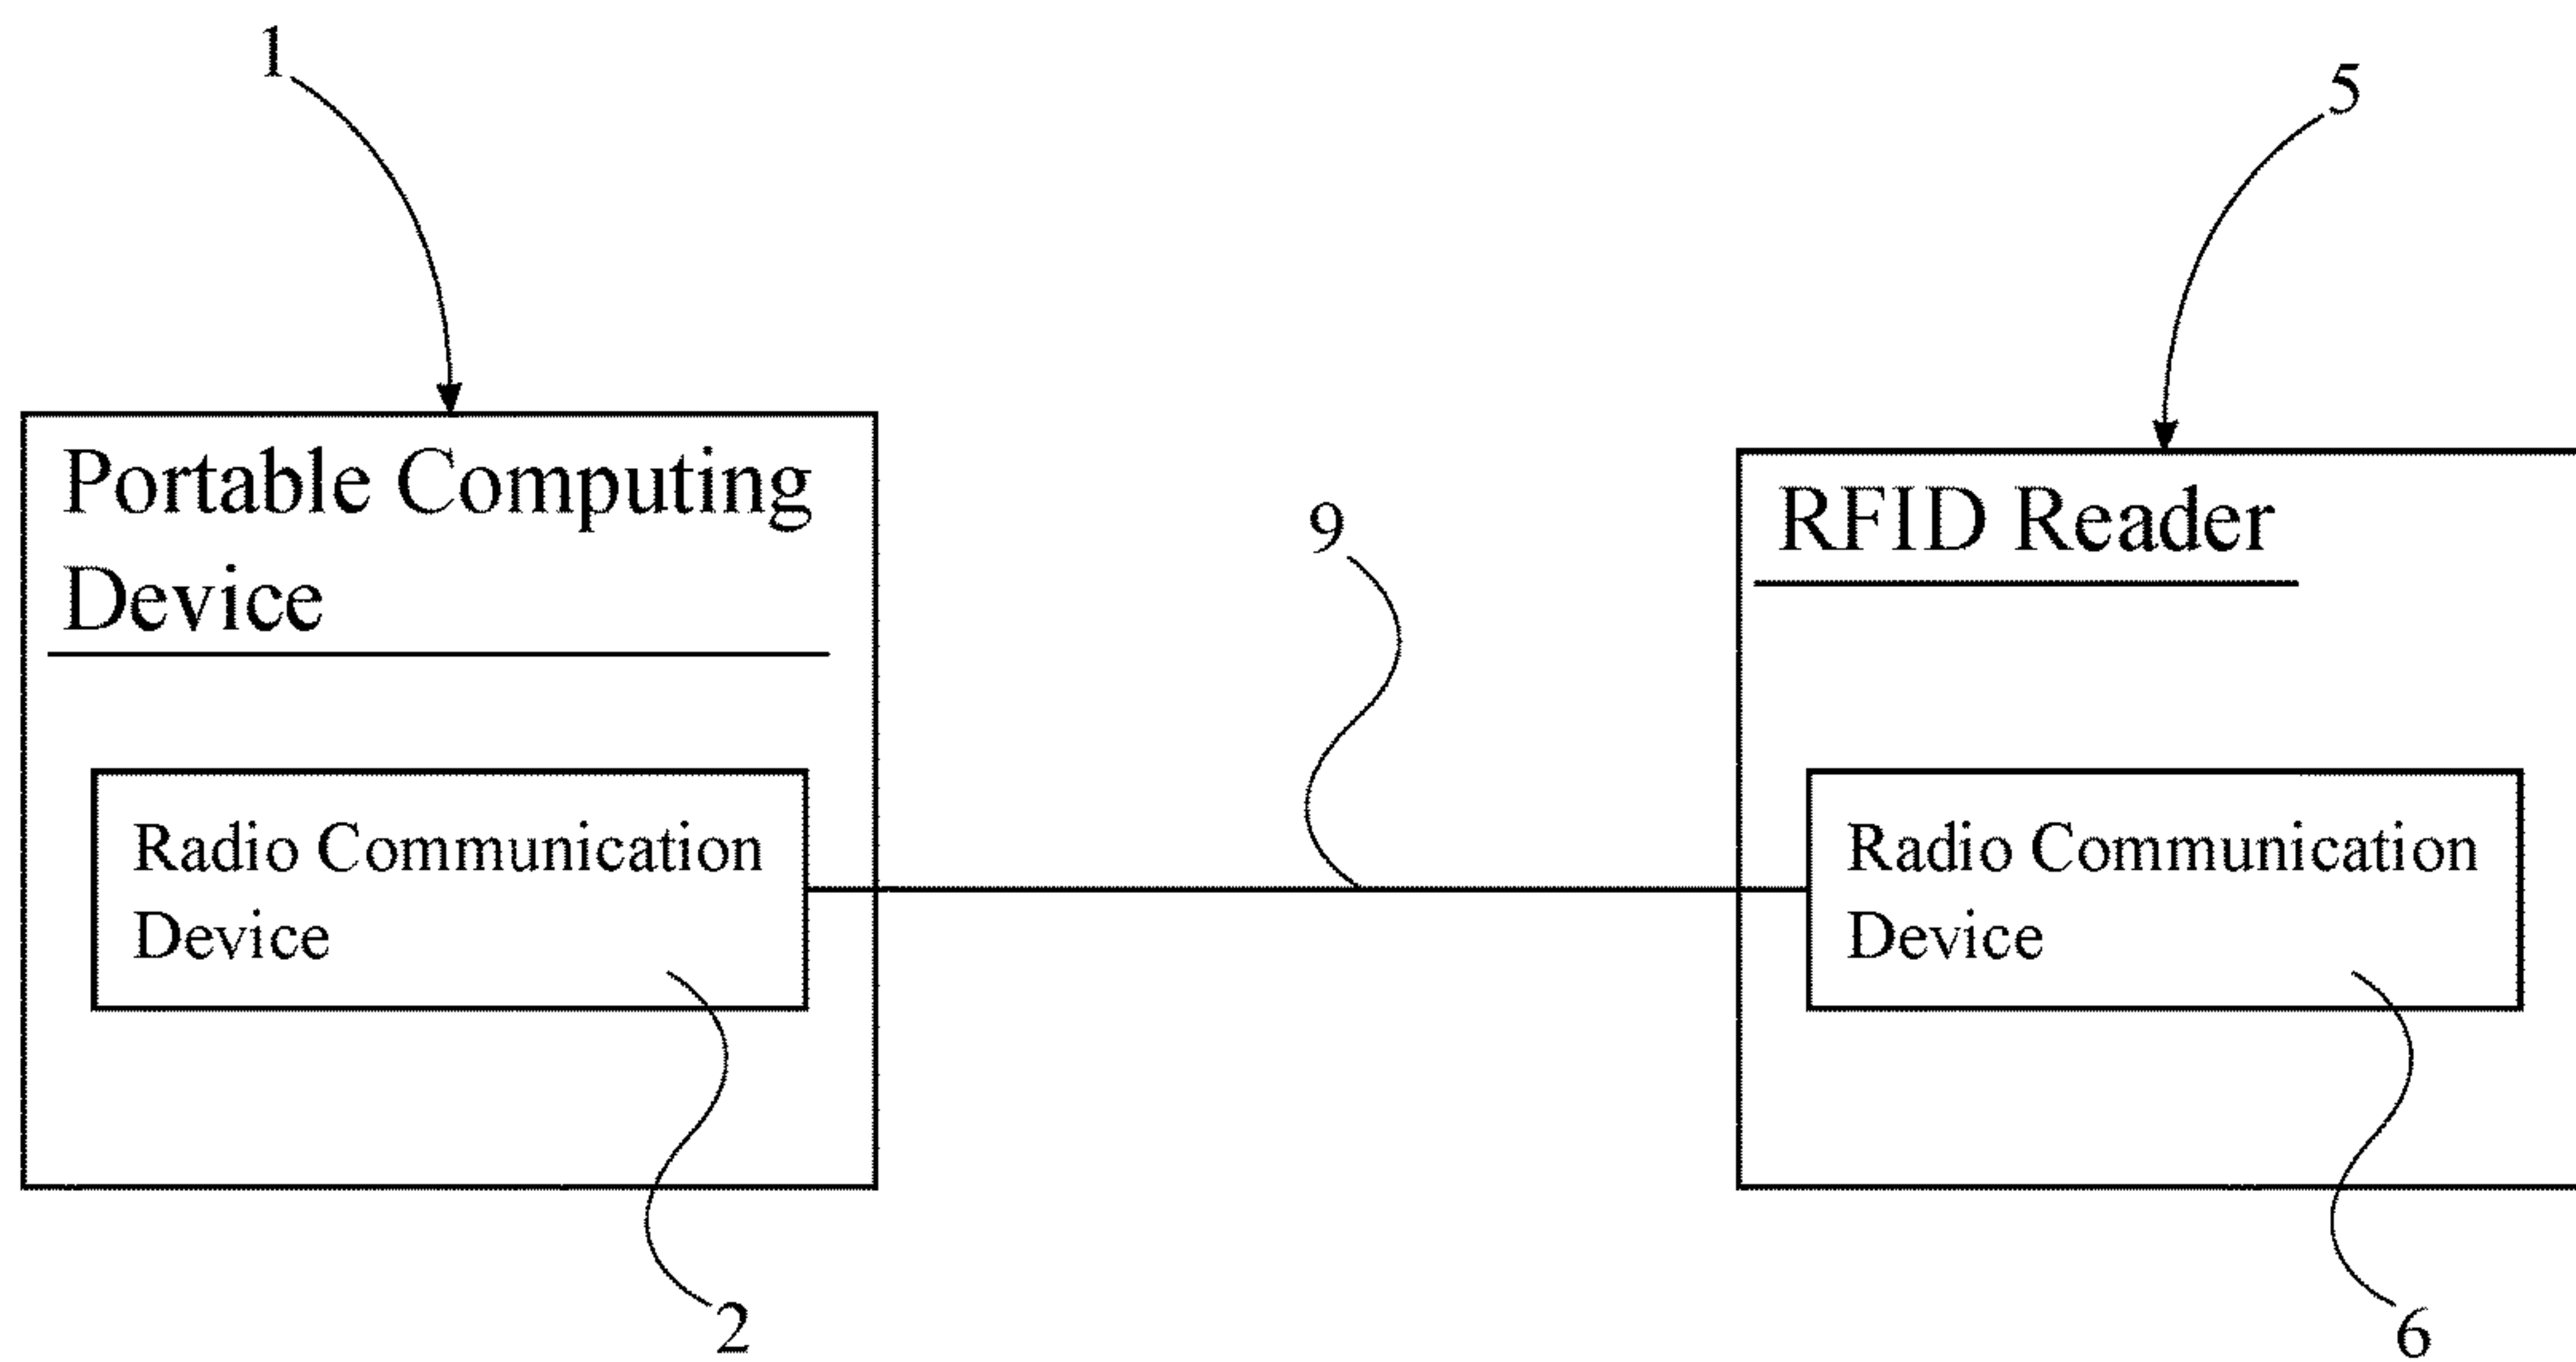 1
5
Portable Computing
Device
RFID Reader
9
Radio Communication
Device
Radio Communication
Device
2
6